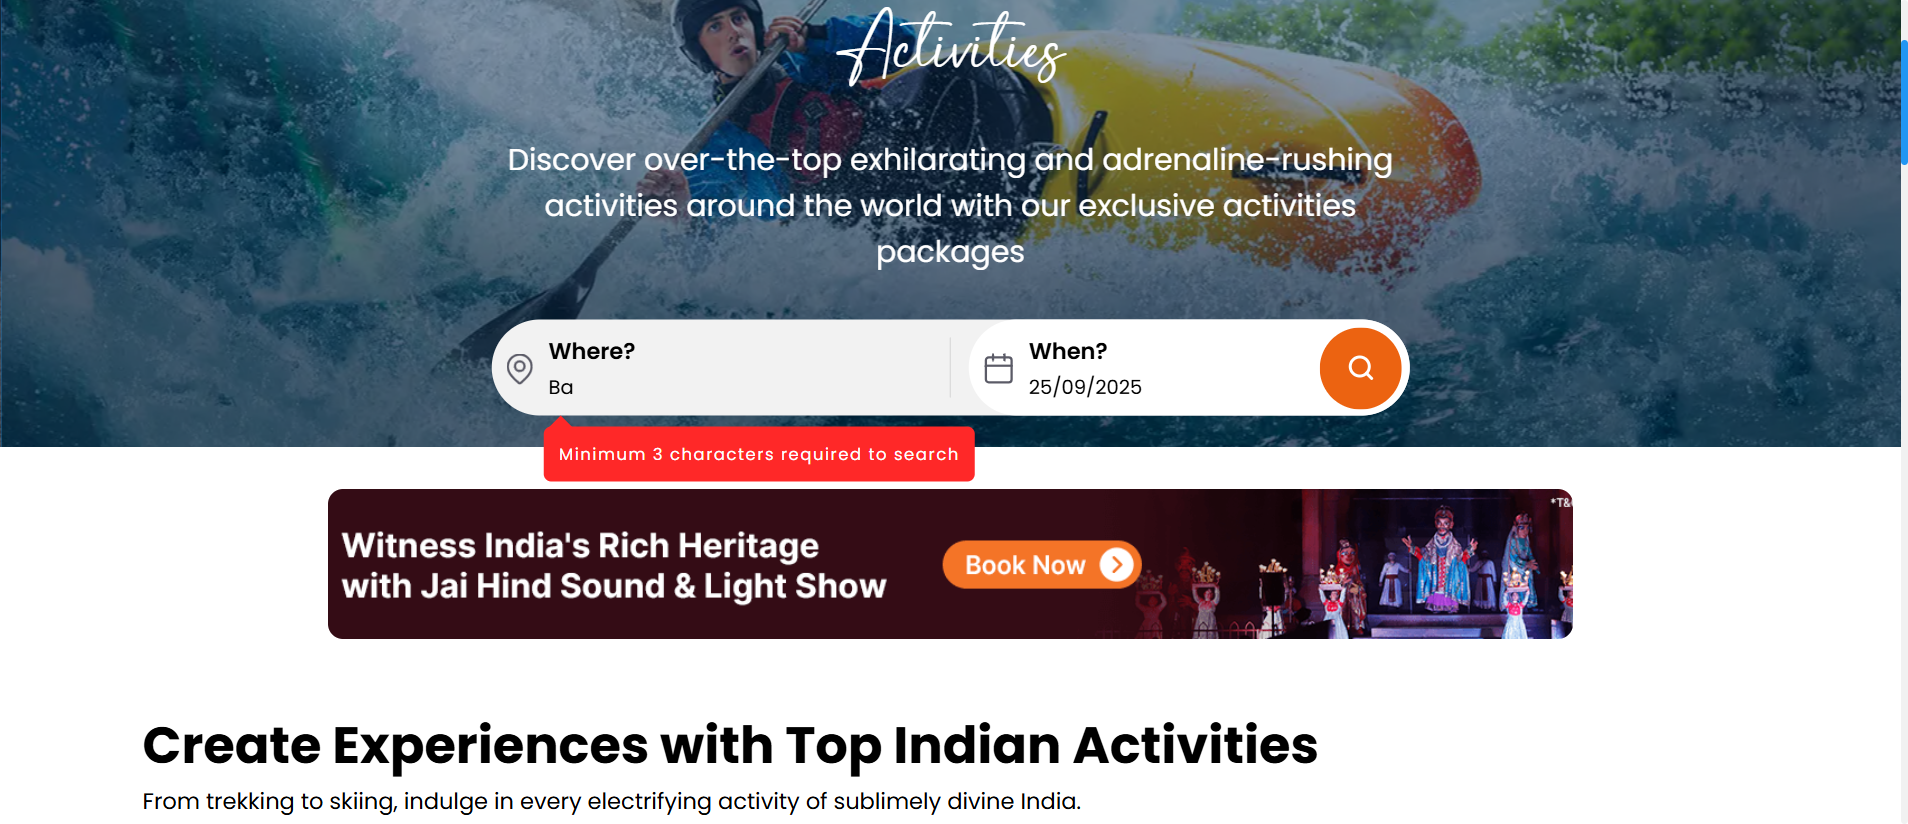 Activities
Discover over-the-top exhilarating and adrenaline-rushing
activities around the world with our exclusive activities
packages
Where?
Ba
When?
25/09/2025
Minimum 3 characters required to search
Witness India's Rich Heritage
with Jai Hind Sound & Light Show
Book Now
Create Experiences with Top Indian Activities
From trekking to skiing, indulge in every electrifying activity of sublimely divine India.